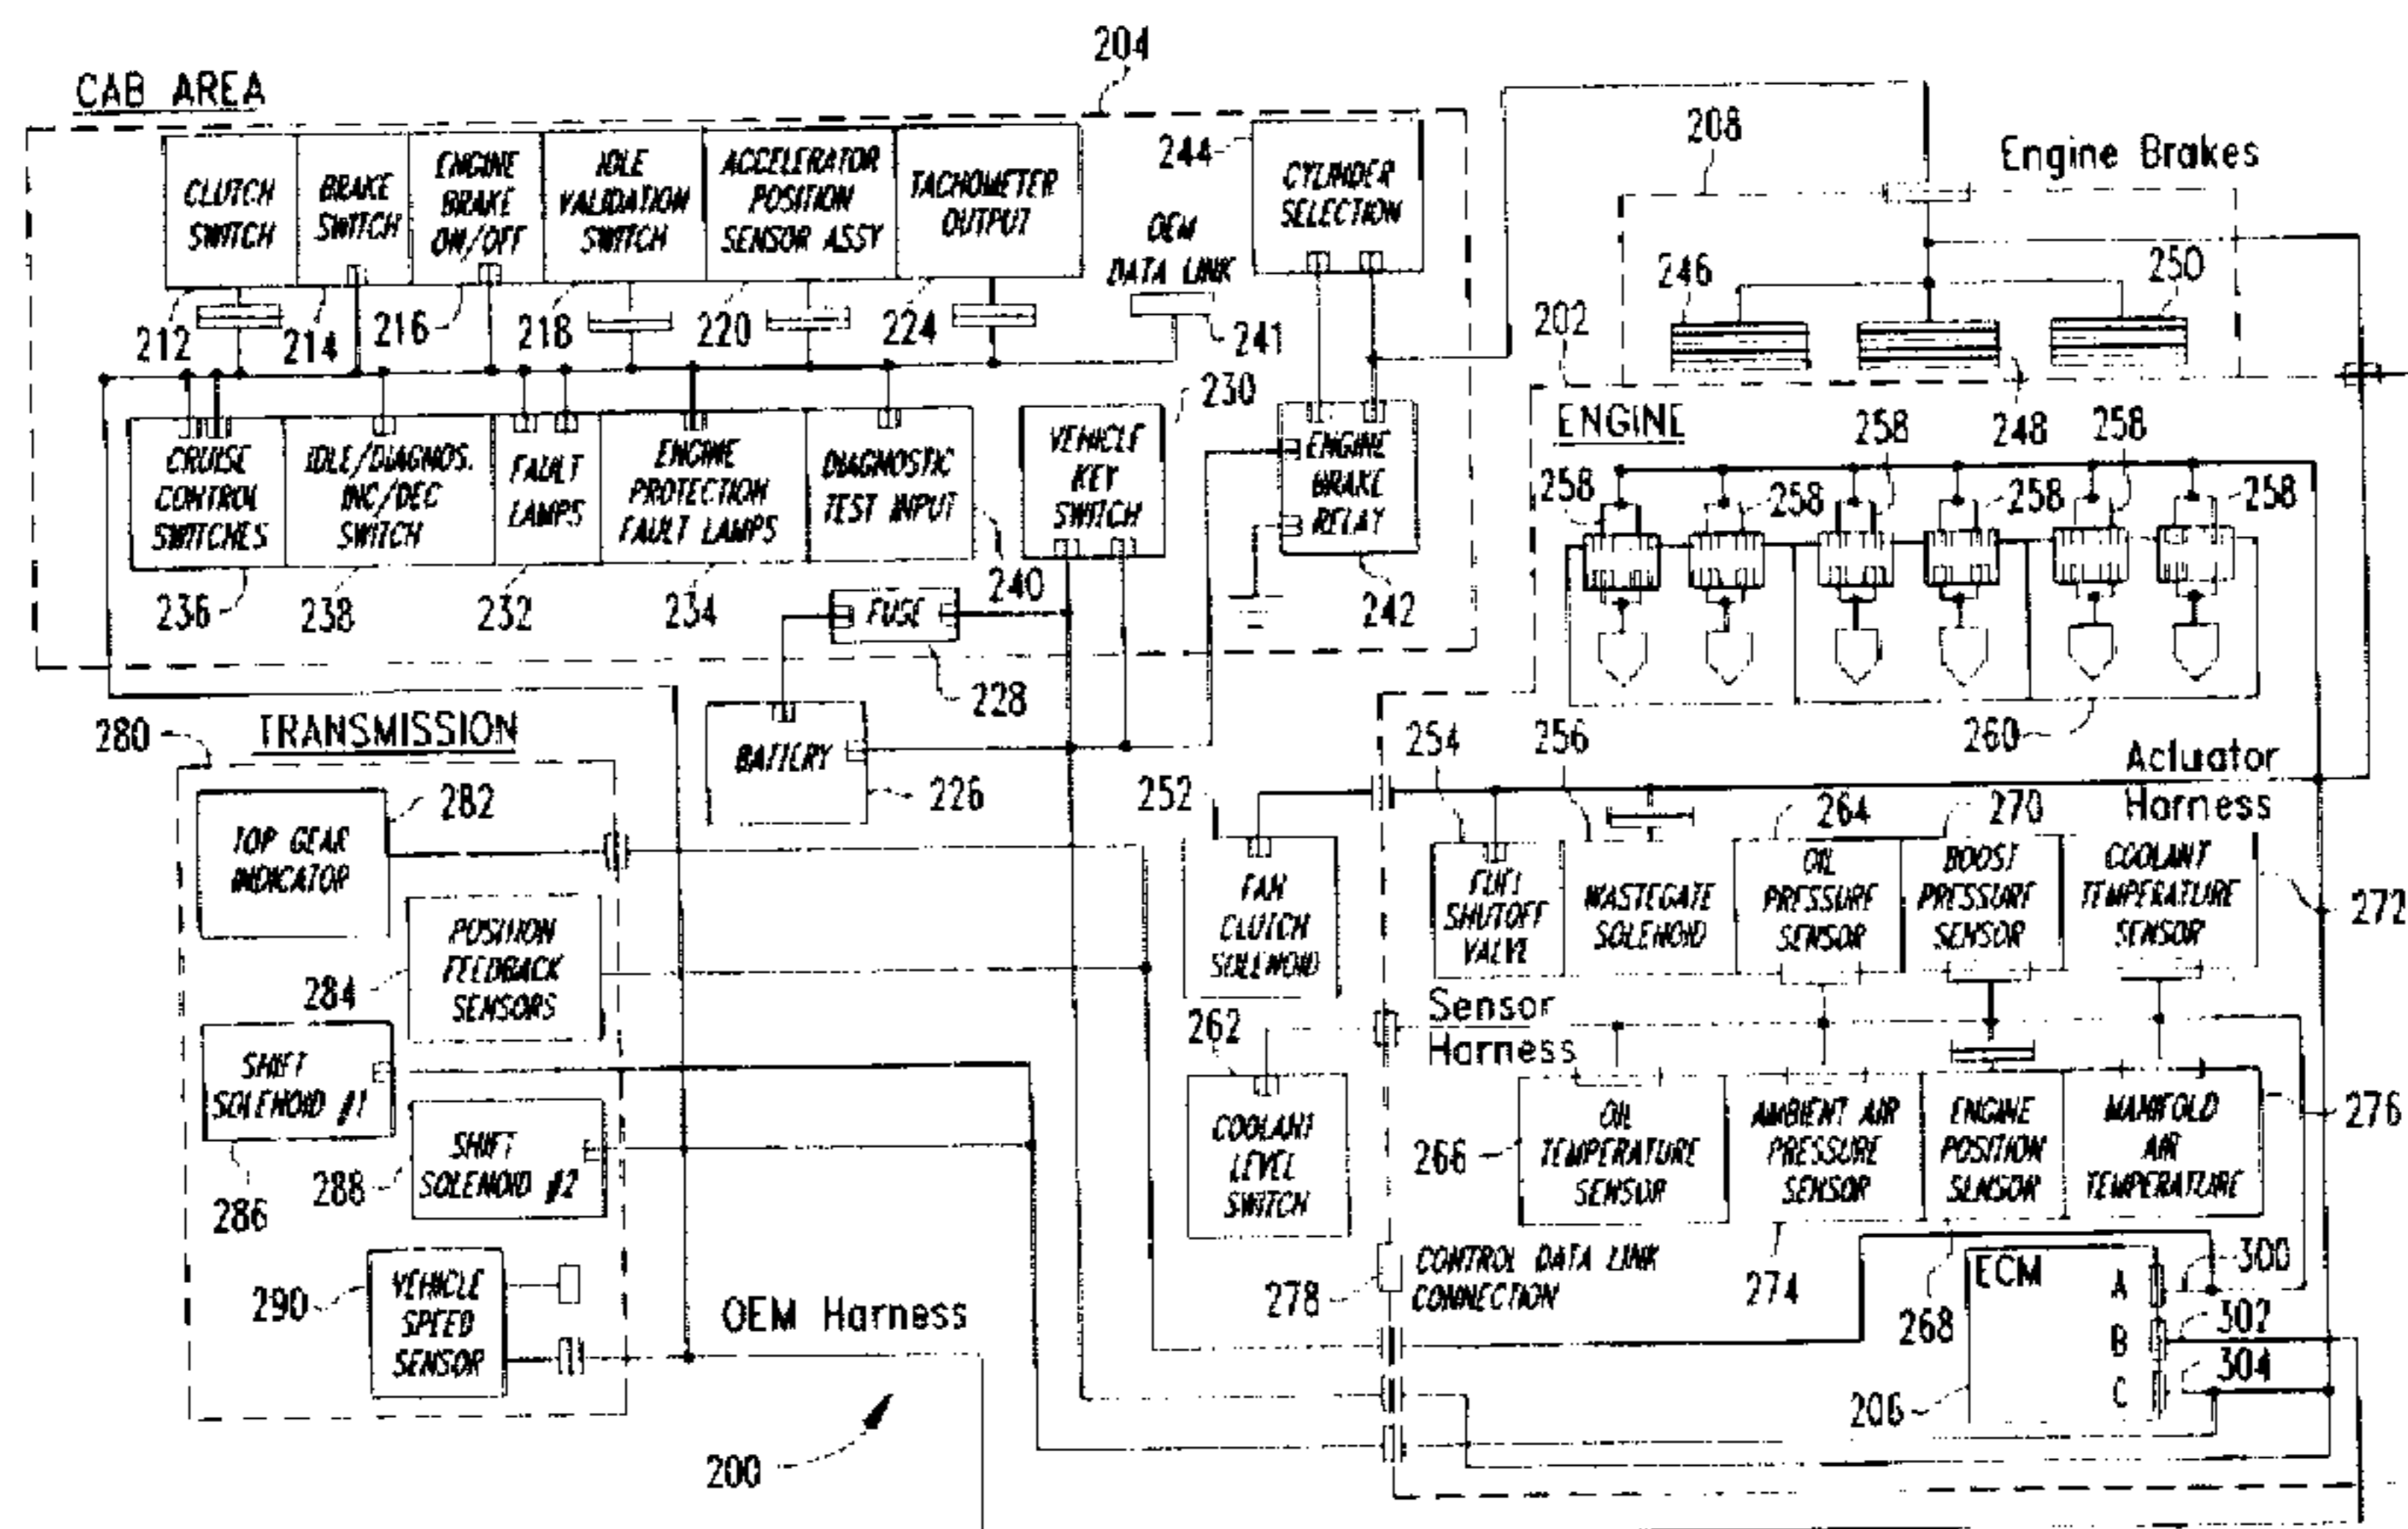 204
CAB AREA
CLUTCH
SWITCH
BRAKE
SWITCH
ENGINE
BRAKE
ON/OFF
IDLE
VALIDATION
SWITCH
ACCELERATOR
POSITION
SENSOR ASSY
TACHOMETER
OUTPUT
OEM
DATA LINK
244
CYLINDER
SELECTION
208
Engine Brakes
212
214
216
218
220
224
241
246
250
202
248
CRUISE
CONTROL
SWITCHES
IDLE/DIAGNOS.
INC/DEC
SWITCH
FAULT
LAMPS
ENGINE
PROTECTION
FAULT LAMPS
DIAGNOSTIC
TEST INPUT
VEHICLE
KEY
SWITCH
230
ENGINE
BRAKE
RELAY
ENGINE
258
258
258
258
258
258
236
238
232
234
240
FUSE
242
228
260
280
TRANSMISSION
BATTERY
226
254
256
Actuator
Harness
TOP GEAR
INDICATOR
282
252
264
270
FAN
CLUTCH
SOLENOID
FUEL
SHUTOFF
VALVE
WASTEGATE
SOLENOID
OIL
PRESSURE
SENSOR
BOOST
PRESSURE
SENSOR
COOLANT
TEMPERATURE
SENSOR
272
POSITION
FEEDBACK
SENSORS
284
262
Sensor
Harness
SHIFT
SOLENOID #1
286
SHIFT
SOLENOID #2
288
COOLANT
LEVEL
SWITCH
266
OIL
TEMPERATURE
SENSOR
AMBIENT AIR
PRESSURE
SENSOR
ENGINE
POSITION
SENSOR
MANIFOLD
AIR
TEMPERATURE
276
290
VEHICLE
SPEED
SENSOR
OEM Harness
278
CONTROL DATA LINK
CONNECTION
274
268
ECM
A
300
B
302
C
304
206
200